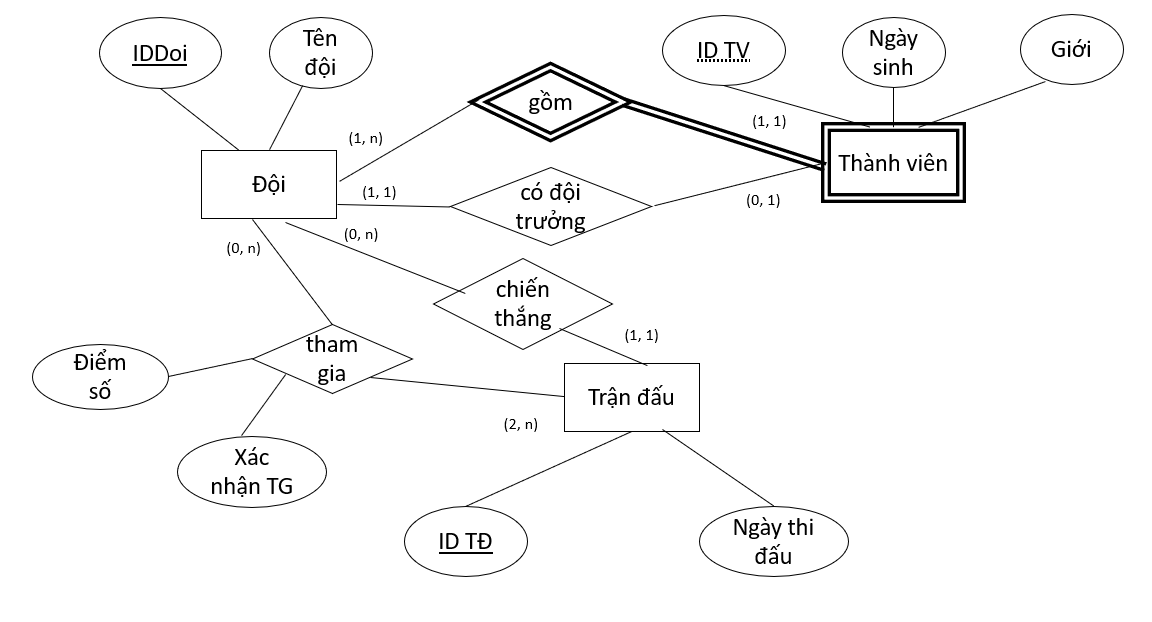 IDDoi
Tên
đội
ID TV
Ngày
sinh
Giới
gồm
(1, n)
(1, 1)
Đội
Thành viên
(1, 1)
có đội
trưởng
(0, 1)
(0, n)
(0, n)
chiến
thắng
(1, 1)
tham
gia
Điểm
số
Trận đấu
(2, n)
Xác
nhận TG
ID TĐ
Ngày thi
đấu